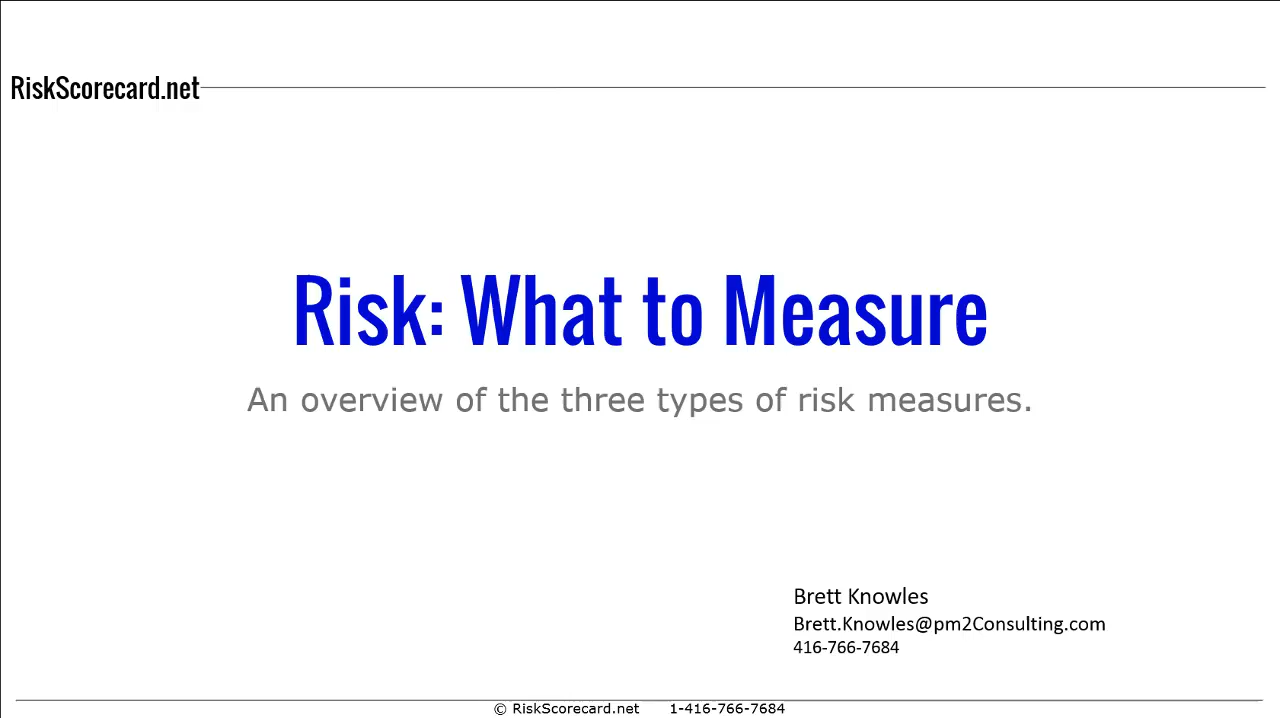 RiskScorecard.net
Risk: What to Measure
An overview of the three types of risk measures.
Brett Knowles
Brett.Knowles@pm2Consulting.com
416-766-7684
© RiskScorecard.net 1-416-766-7684